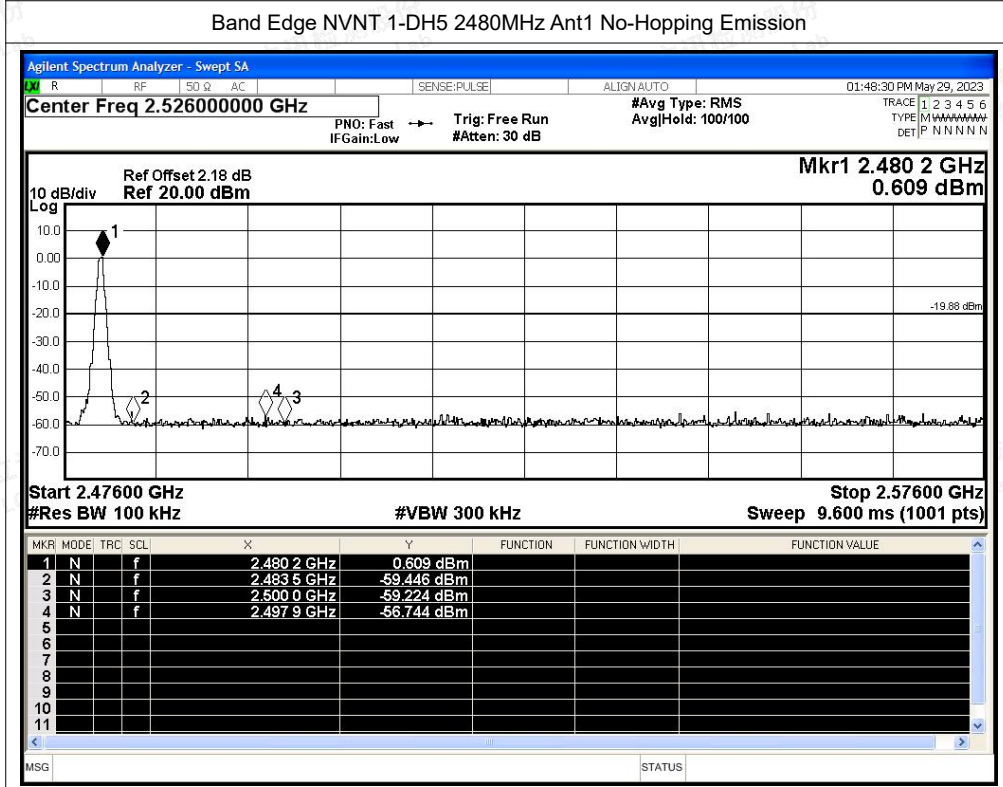 Band Edge NVNT 1-DH5 2480MHz Ant1 No-Hopping Emission
Agilent Spectrum Analyzer - Swept SA
LXI R RF 50 Ω AC SENSE:PULSE ALIGN AUTO 01:48:30 PM May 29, 2023
Center Freq 2.526000000 GHz #Avg Type: RMS TRACE 1 2 3 4 5 6
PNO: Fast Trig: Free Run Avg|Hold: 100/100 TYPE M WWWWW
IFGain:Low #Atten: 30 dB DET P N N N N N
Mkr1 2.480 2 GHz
Ref Offset 2.18 dB
10 dB/div Ref 20.00 dBm 0.609 dBm
Log
10.0 1
0.00
-10.0
-20.0 -19.88 dBm
-30.0
-40.0
-50.0 2 4 3
-60.0
-70.0
Start 2.47600 GHz Stop 2.57600 GHz
#Res BW 100 kHz #VBW 300 kHz Sweep 9.600 ms (1001 pts)
MKR MODE TRC SCL X Y FUNCTION FUNCTION WIDTH FUNCTION VALUE
1 N f 2.480 2 GHz 0.609 dBm
2 N f 2.483 5 GHz -59.446 dBm
3 N f 2.500 0 GHz -59.224 dBm
4 N f 2.497 9 GHz -56.744 dBm
5
6
7
8
9
10
11
MSG STATUS